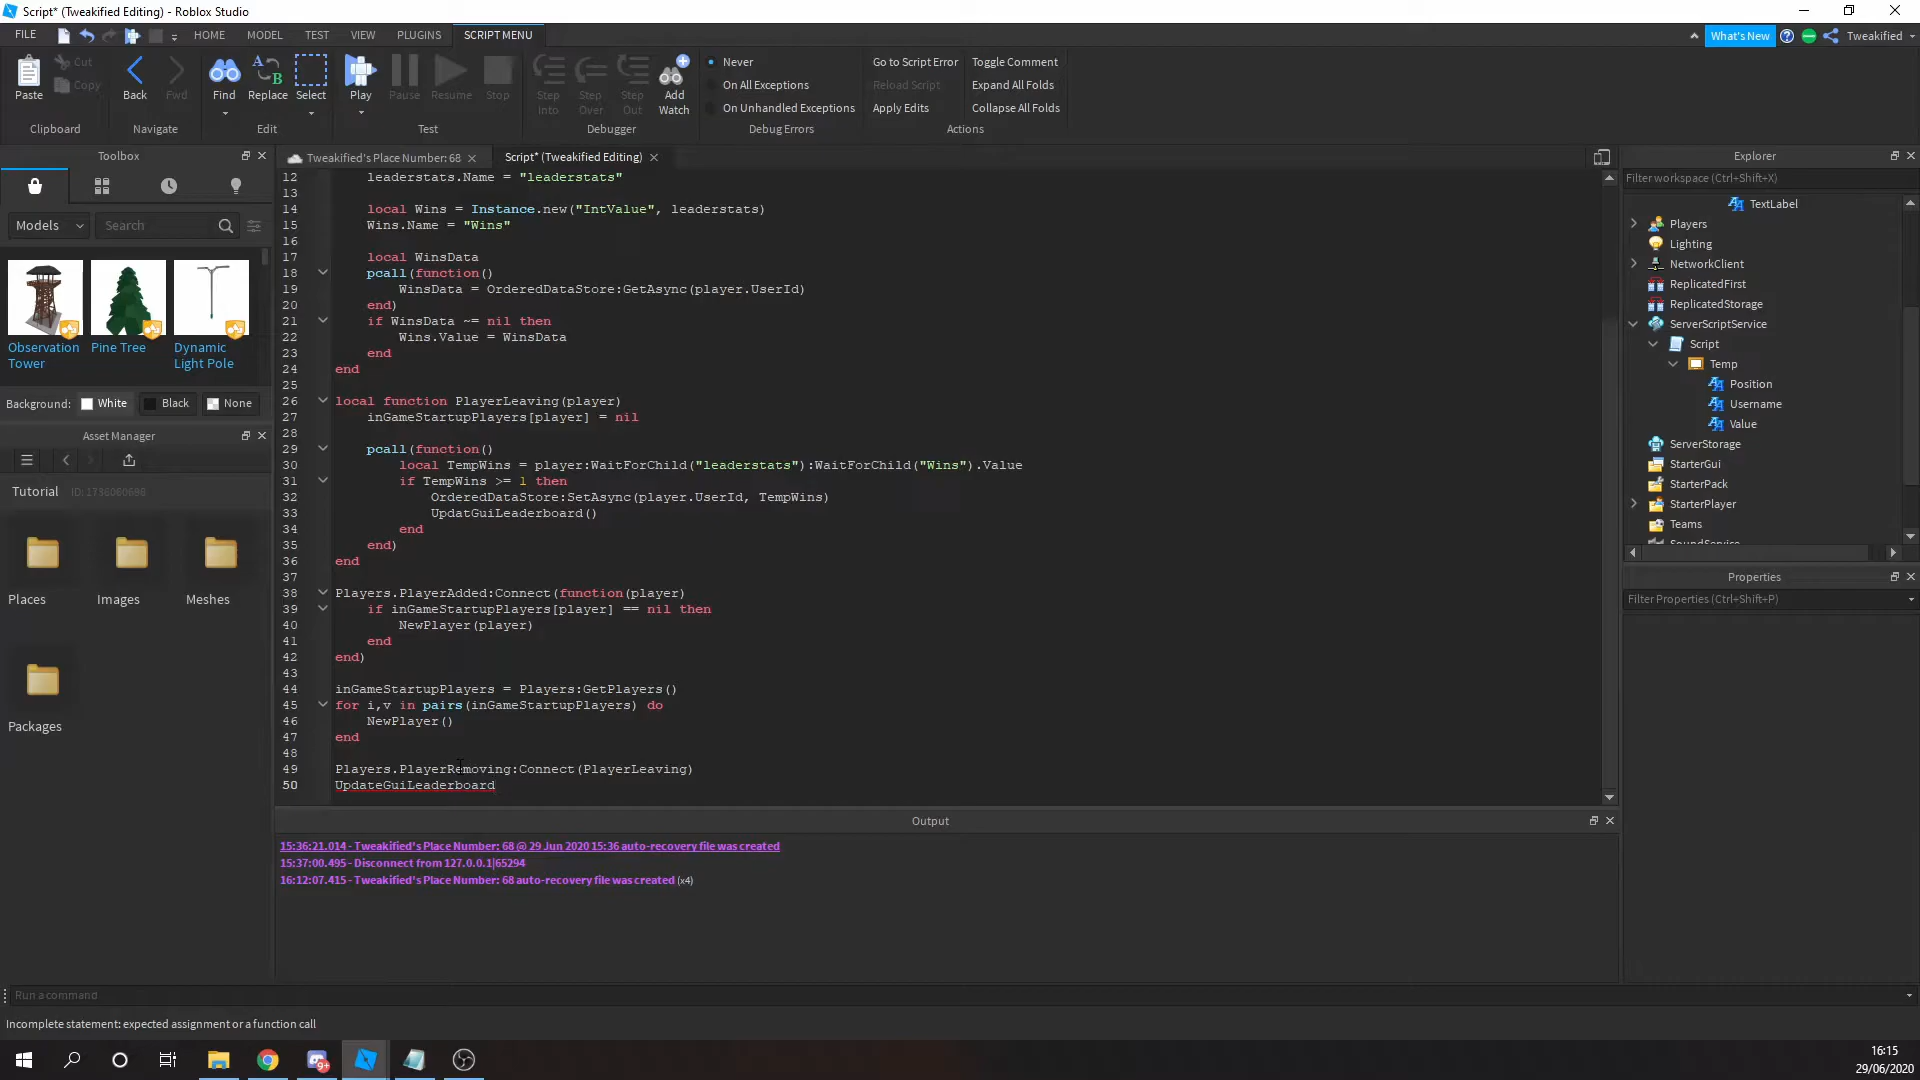 Script* (Tweakified Editing) - Roblox Studio
FILE
HOME
MODEL
TEST
VIEW
PLUGINS
SCRIPT MENU
What's New
Tweakified
Paste
Cut
Copy
Clipboard
Back
Fwd
Navigate
Find
Replace
Select
Edit
Play
Pause
Resume
Stop
Test
Step Into
Step Over
Step Out
Add Watch
Debugger
Never
On All Exceptions
On Unhandled Exceptions
Debug Errors
Go to Script Error
Reload Script
Apply Edits
Toggle Comment
Expand All Folds
Collapse All Folds
Actions
Toolbox
Models
Search
Observation Tower
Pine Tree
Dynamic Light Pole
Background:
White
Black
None
Asset Manager
Tutorial
ID: 1736060698
Places
Images
Meshes
Packages
Tweakified's Place Number: 68
Script* (Tweakified Editing)
12 leaderstats.Name = "leaderstats"
13
14 local Wins = Instance.new("IntValue", leaderstats)
15 Wins.Name = "Wins"
16
17 local WinsData
18 pcall(function()
19 WinsData = OrderedDataStore:GetAsync(player.UserId)
20 end)
21 if WinsData ~= nil then
22 Wins.Value = WinsData
23 end
24 end
25
26 local function PlayerLeaving(player)
27 inGameStartupPlayers[player] = nil
28
29 pcall(function()
30 local TempWins = player:WaitForChild("leaderstats"):WaitForChild("Wins").Value
31 if TempWins >= 1 then
32 OrderedDataStore:SetAsync(player.UserId, TempWins)
33 UpdatGuiLeaderboard()
34 end
35 end)
36 end
37
38 Players.PlayerAdded:Connect(function(player)
39 if inGameStartupPlayers[player] == nil then
40 NewPlayer(player)
41 end
42 end)
43
44 inGameStartupPlayers = Players:GetPlayers()
45 for i,v in pairs(inGameStartupPlayers) do
46 NewPlayer()
47 end
48
49 Players.PlayerRemoving:Connect(PlayerLeaving)
50 UpdateGuiLeaderboard
Output
15:36:21.014 - Tweakified's Place Number: 68 @ 29 Jun 2020 15:36 auto-recovery file was created
15:37:00.495 - Disconnect from 127.0.0.1|65294
16:12:07.415 - Tweakified's Place Number: 68 auto-recovery file was created (x4)
Explorer
Filter workspace (Ctrl+Shift+X)
TextLabel
Players
Lighting
NetworkClient
ReplicatedFirst
ReplicatedStorage
ServerScriptService
Script
Temp
Position
Username
Value
ServerStorage
StarterGui
StarterPack
StarterPlayer
Teams
SoundService
Properties
Filter Properties (Ctrl+Shift+P)
Run a command
Incomplete statement: expected assignment or a function call
9+
16:15
29/06/2020